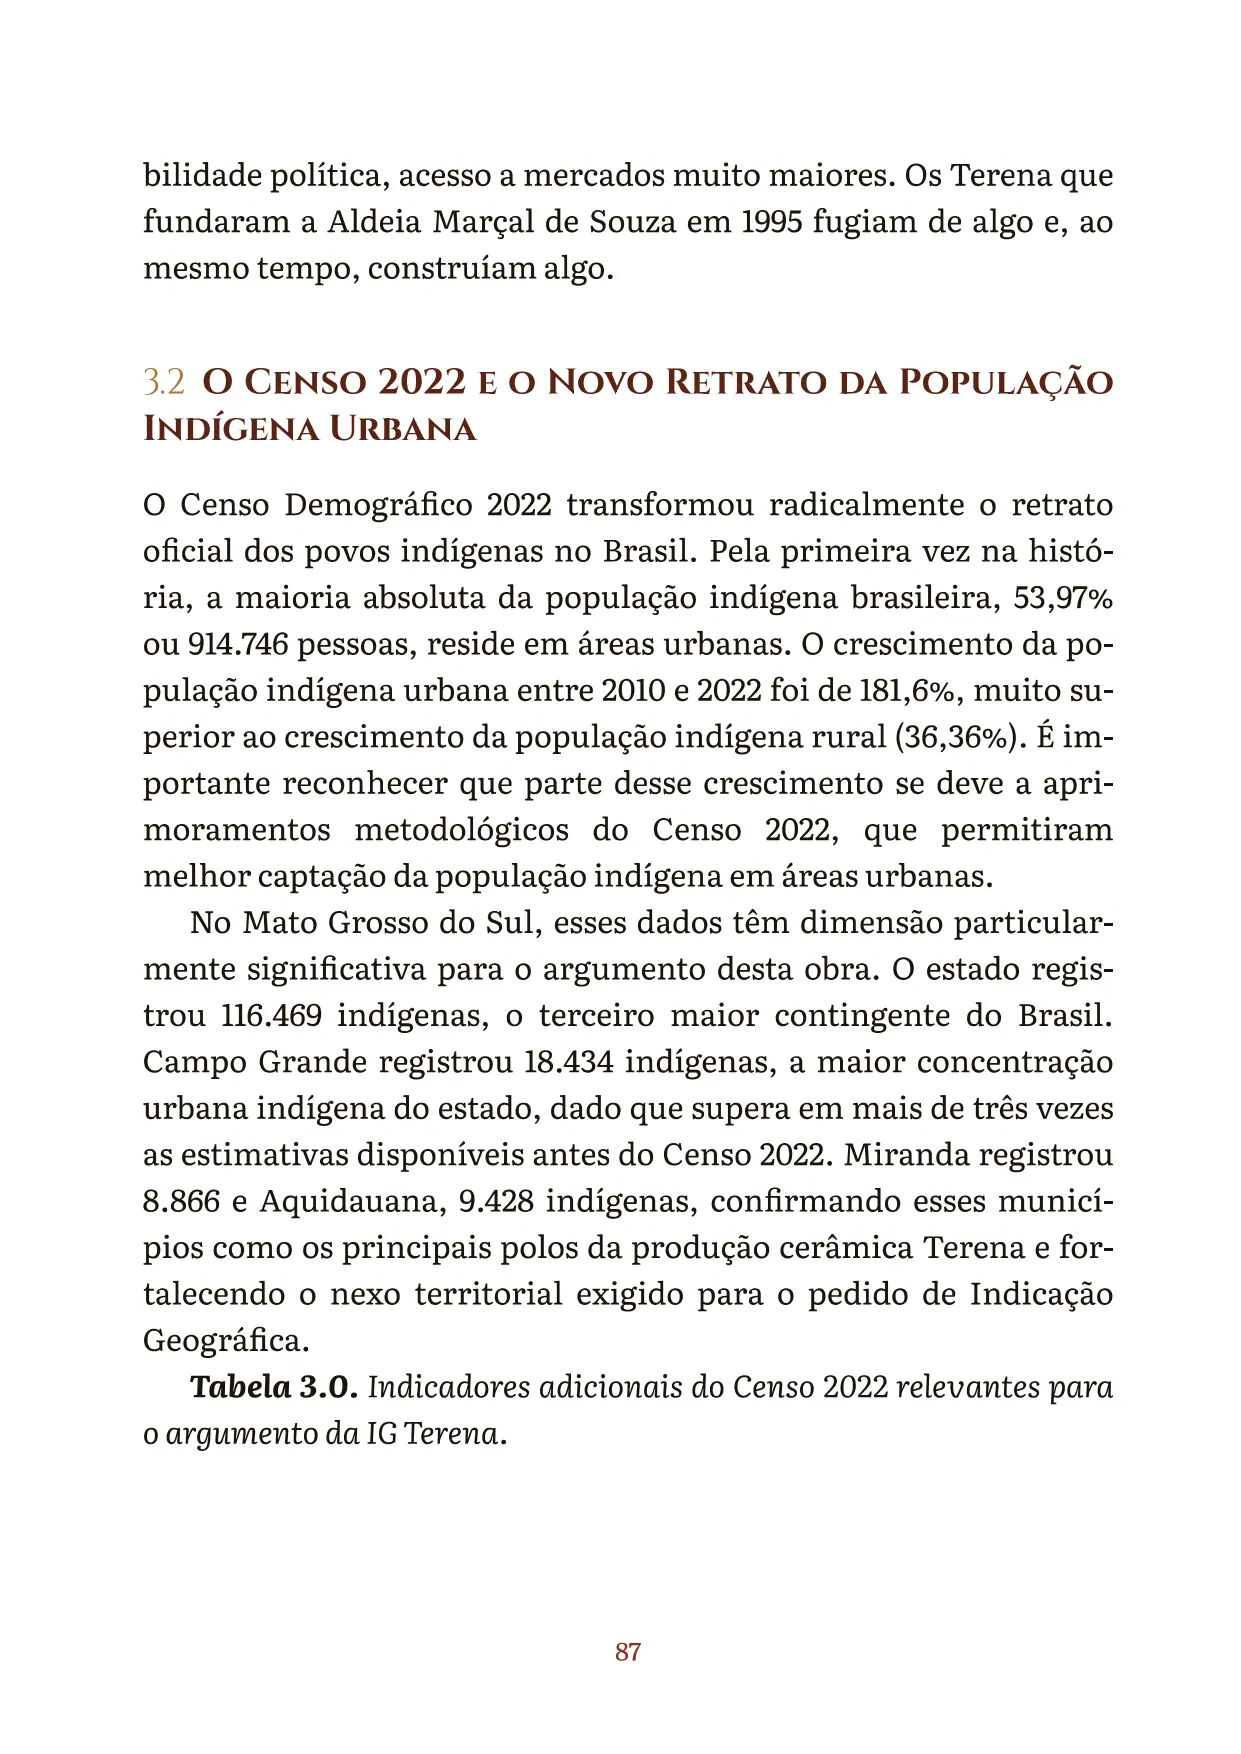 bilidade política, acesso a mercados muito maiores. Os Terena que
fundaram a Aldeia Marçal de Souza em 1995 fugiam de algo e, ao
mesmo tempo, construíam algo.
3.2 O Censo 2022 e o Novo Retrato da População
Indígena Urbana
O Censo Demográfico 2022 transformou radicalmente o retrato
oficial dos povos indígenas no Brasil. Pela primeira vez na histó-
ria, a maioria absoluta da população indígena brasileira, 53,97%
ou 914.746 pessoas, reside em áreas urbanas. O crescimento da po-
pulação indígena urbana entre 2010 e 2022 foi de 181,6%, muito su-
perior ao crescimento da população indígena rural (36,36%). É im-
portante reconhecer que parte desse crescimento se deve a apri-
moramentos metodológicos do Censo 2022, que permitiram
melhor captação da população indígena em áreas urbanas.
No Mato Grosso do Sul, esses dados têm dimensão particular-
mente significativa para o argumento desta obra. O estado regis-
trou 116.469 indígenas, o terceiro maior contingente do Brasil.
Campo Grande registrou 18.434 indígenas, a maior concentração
urbana indígena do estado, dado que supera em mais de três vezes
as estimativas disponíveis antes do Censo 2022. Miranda registrou
8.866 e Aquidauana, 9.428 indígenas, confirmando esses municí-
pios como os principais polos da produção cerâmica Terena e for-
talecendo o nexo territorial exigido para o pedido de Indicação
Geográfica.
Tabela 3.0. Indicadores adicionais do Censo 2022 relevantes para
o argumento da IG Terena.
87